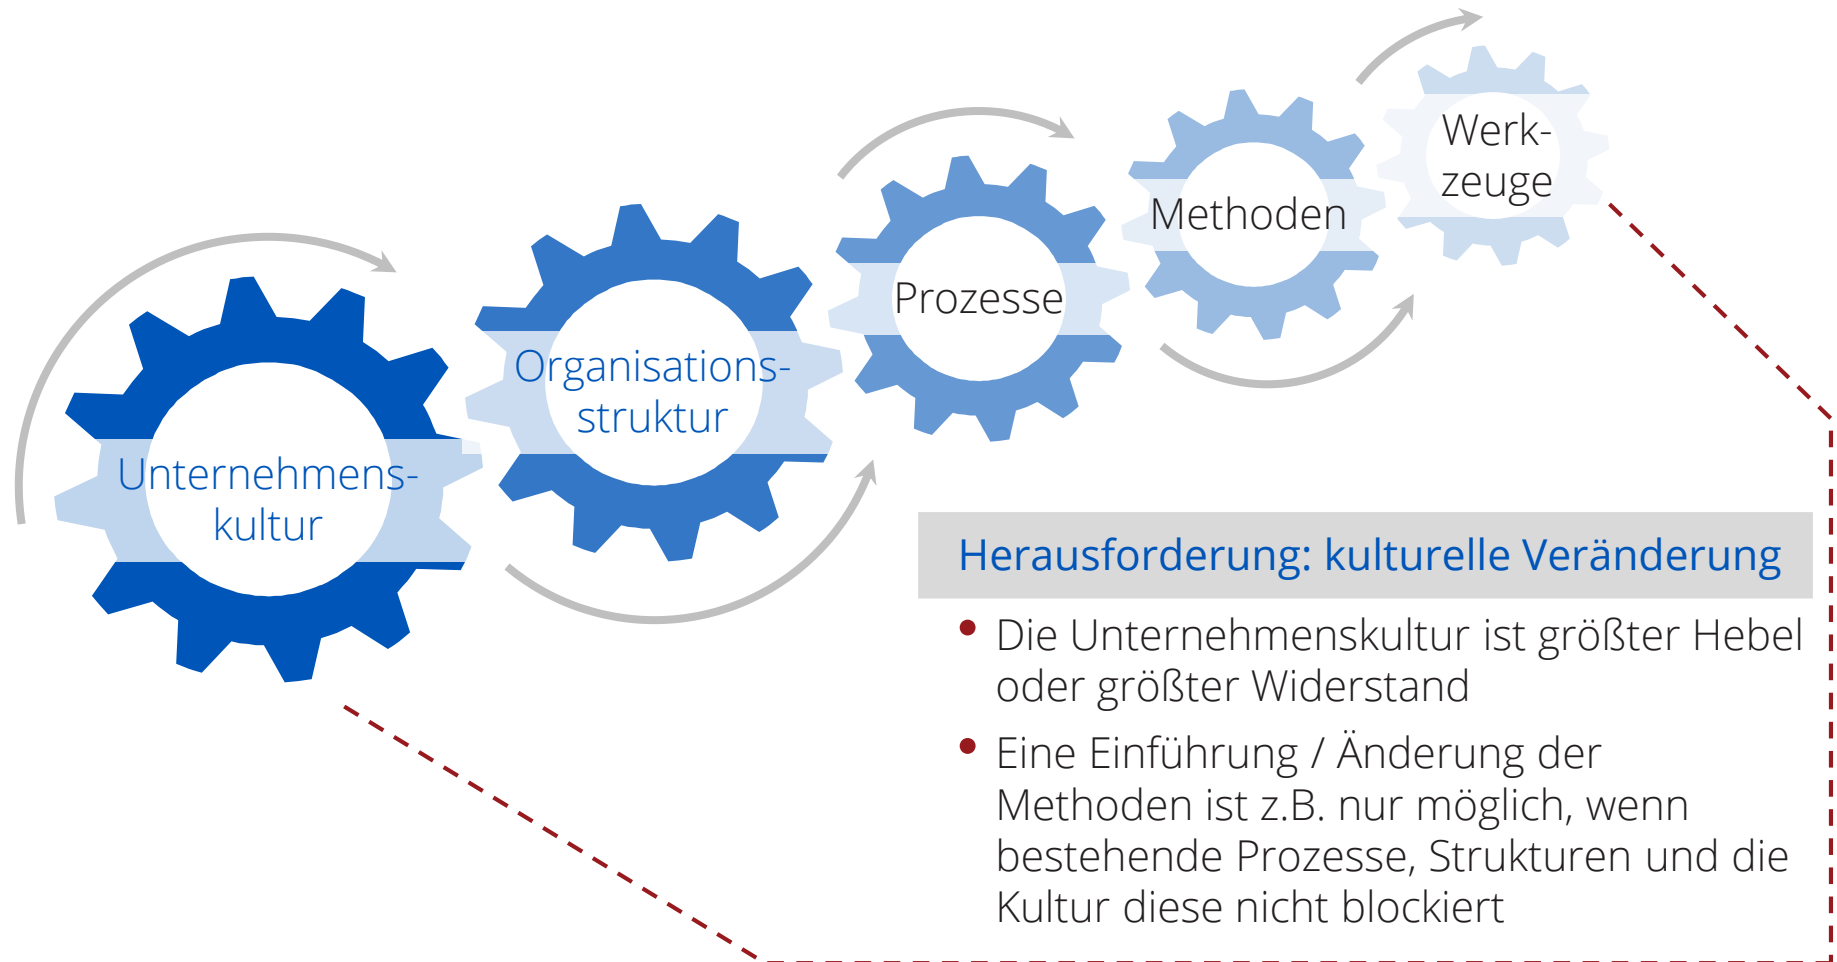 Unternehmens-
kultur
Organisations-
struktur
Prozesse
Methoden
Werk-
zeuge
Herausforderung: kulturelle Veränderung
• Die Unternehmenskultur ist größter Hebel
oder größter Widerstand
• Eine Einführung / Änderung der
Methoden ist z.B. nur möglich, wenn
bestehende Prozesse, Strukturen und die
Kultur diese nicht blockiert